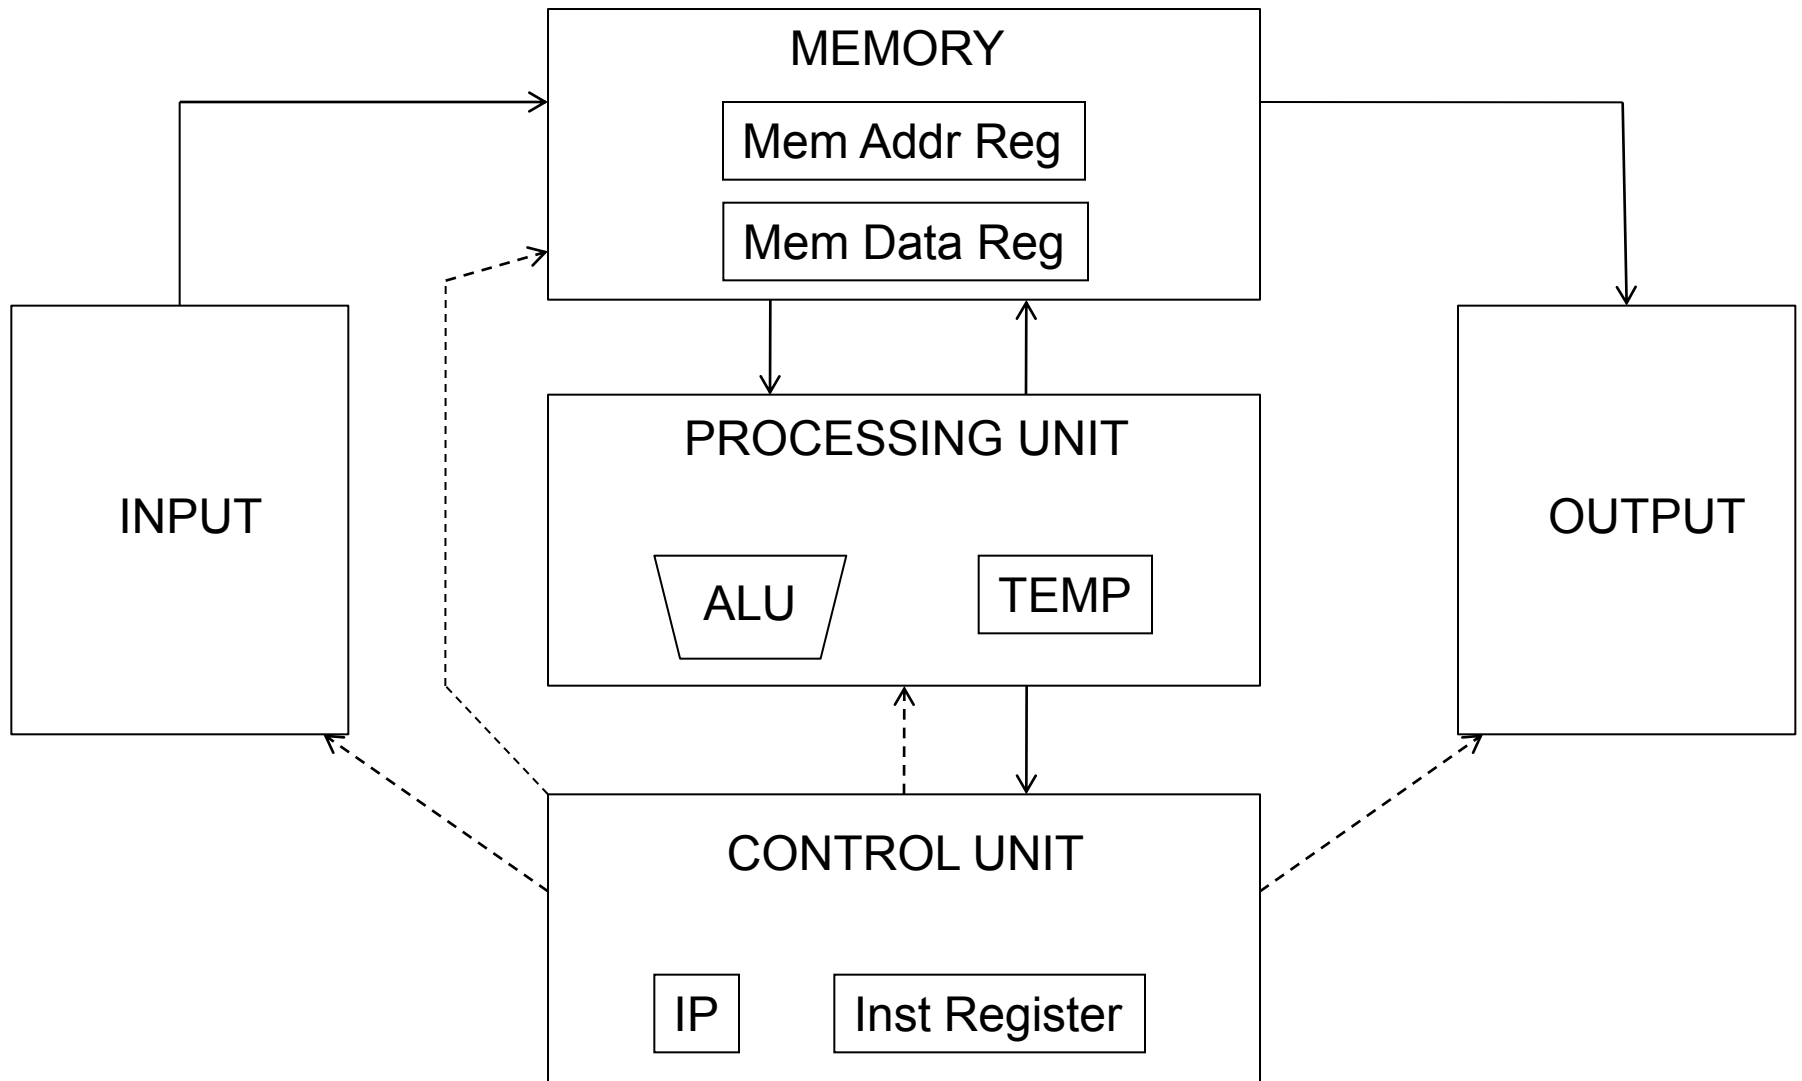 MEMORY
Mem Addr Reg
Mem Data Reg
PROCESSING UNIT
INPUT
OUTPUT
ALU
TEMP
CONTROL UNIT
IP
Inst Register